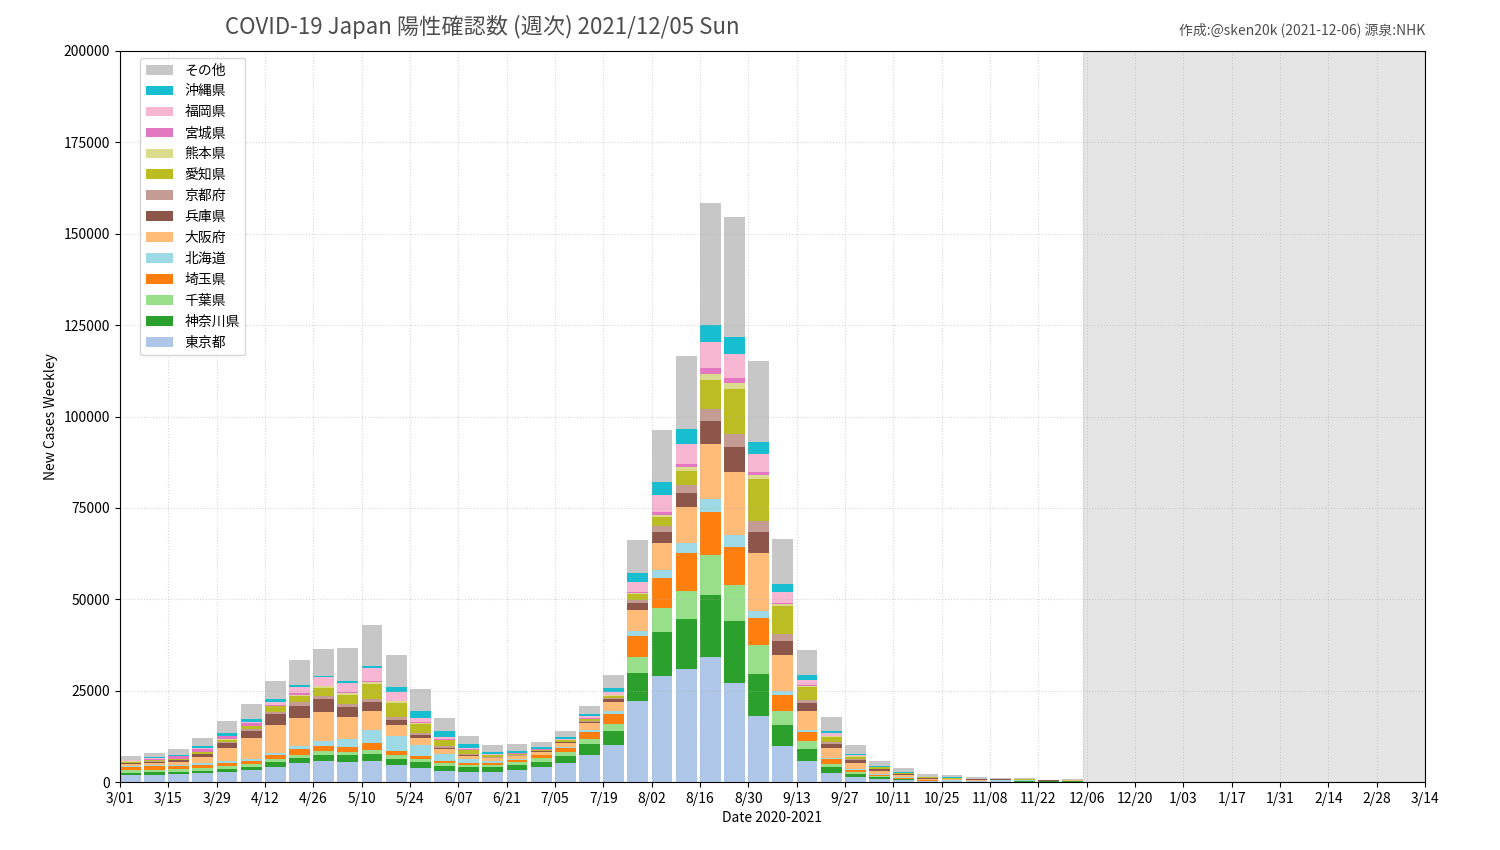 COVID-19 Japan 陽性確認数 (週次) 2021/12/05 Sun
作成:@sken20k (2021-12-06) 源泉:NHK
200000
175000
150000
125000
100000
75000
50000
25000
0
New Cases Weekley
その他
沖縄県
福岡県
宮城県
熊本県
愛知県
京都府
兵庫県
大阪府
北海道
埼玉県
千葉県
神奈川県
東京都
3/01 3/15 3/29 4/12 4/26 5/10 5/24 6/07 6/21 7/05 7/19 8/02 8/16 8/30 9/13 9/27 10/11 10/25 11/08 11/22 12/06 12/20 1/03 1/17 1/31 2/14 2/28 3/14
Date 2020-2021